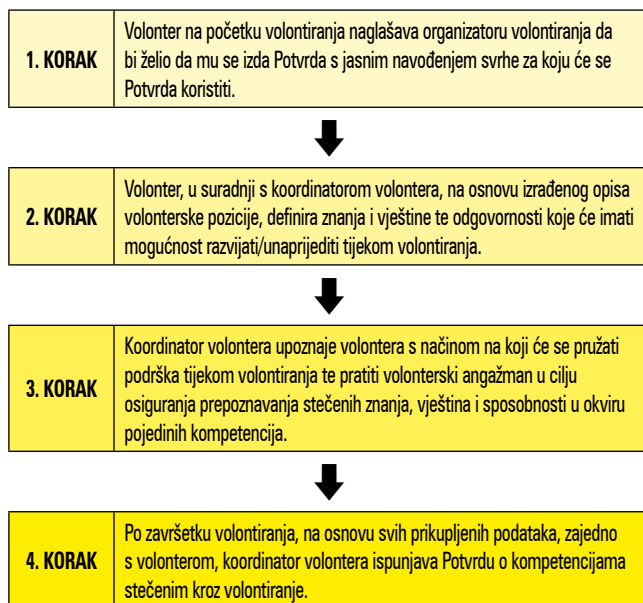 1. KORAK
Volonter na početku volontiranja naglašava organizatoru volontiranja da
bi želio da mu se izda Potvrda s jasnim navođenjem svrhe za koju će se
Potvrda koristiti.
2. KORAK
Volonter, u suradnji s koordinatorom volontera, na osnovu izrađenog opisa
volonterske pozicije, definira znanja i vještine te odgovornosti koje će imati
mogućnost razvijati/unaprijediti tijekom volontiranja.
3. KORAK
Koordinator volontera upoznaje volontera s načinom na koji će se pružati
podrška tijekom volontiranja te pratiti volonterski angažman u cilju
osiguranja prepoznavanja stečenih znanja, vještina i sposobnosti u okviru
pojedinih kompetencija.
4. KORAK
Po završetku volontiranja, na osnovu svih prikupljenih podataka, zajedno
s volonterom, koordinator volontera ispunjava Potvrdu o kompetencijama
stečenim kroz volontiranje.